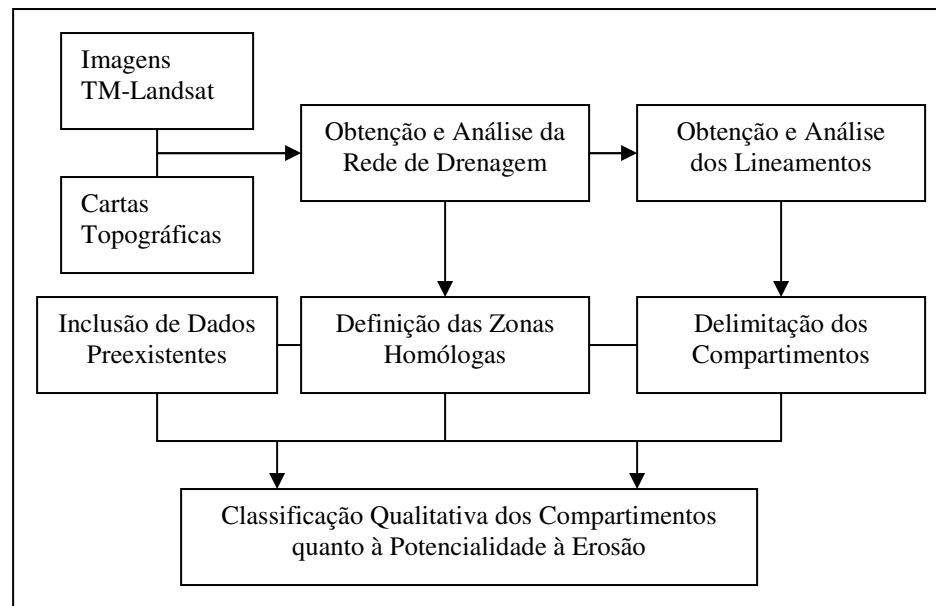 Imagens
TM-Landsat
Cartas
Topográficas
Obtenção e Análise da
Rede de Drenagem
Obtenção e Análise
dos Lineamentos
Inclusão de Dados
Preexistentes
Definição das Zonas
Homólogas
Delimitação dos
Compartimentos
Classificação Qualitativa dos Compartimentos
quanto à Potencialidade à Erosão